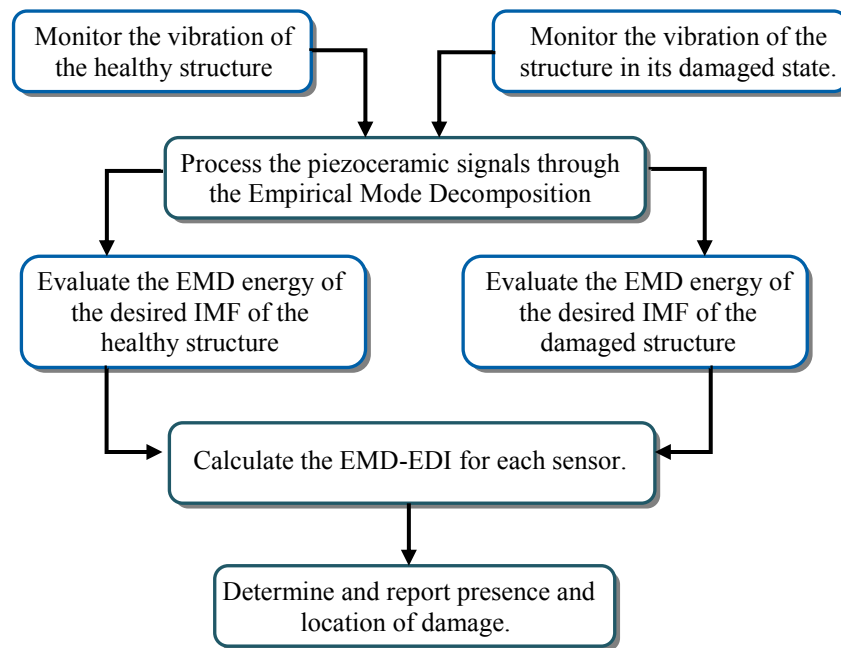 Monitor the vibration of
the healthy structure
Monitor the vibration of the
structure in its damaged state.
Process the piezoceramic signals through
the Empirical Mode Decomposition
Evaluate the EMD energy of
the desired IMF of the
healthy structure
Evaluate the EMD energy of
the desired IMF of the
damaged structure
Calculate the EMD-EDI for each sensor.
Determine and report presence and
location of damage.